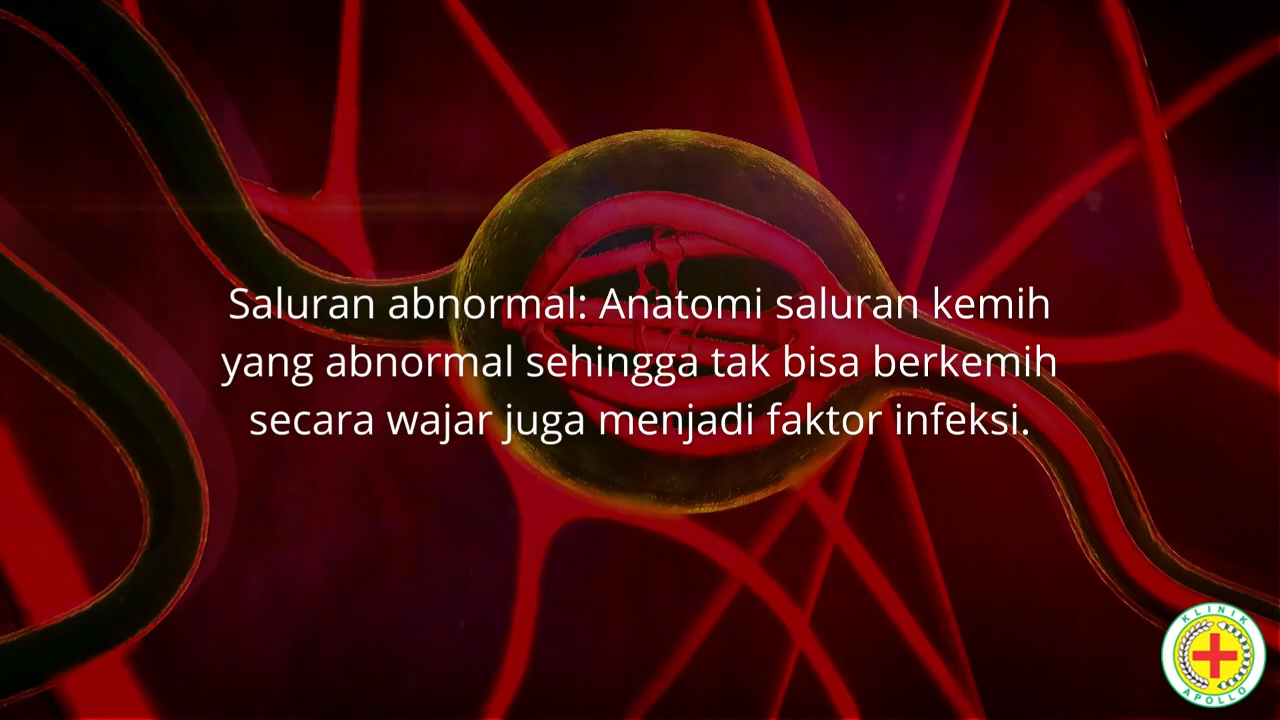 Saluran abnormal: Anatomi saluran kemih
yang abnormal sehingga tak bisa berkemih
secara wajar juga menjadi faktor infeksi.
KLINIK
APOLLO